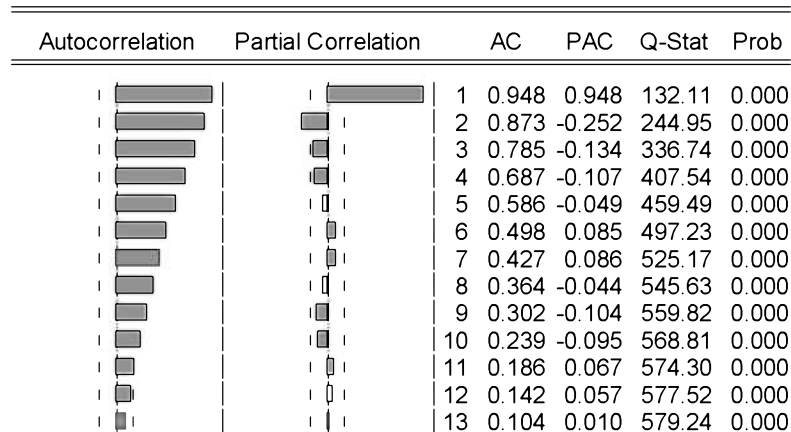 Autocorrelation Partial Correlation AC PAC Q-Stat Prob
1 0.948 0.948 132.11 0.000
2 0.873 -0.252 244.95 0.000
3 0.785 -0.134 336.74 0.000
4 0.687 -0.107 407.54 0.000
5 0.586 -0.049 459.49 0.000
6 0.498 0.085 497.23 0.000
7 0.427 0.086 525.17 0.000
8 0.364 -0.044 545.63 0.000
9 0.302 -0.104 559.82 0.000
10 0.239 -0.095 568.81 0.000
11 0.186 0.067 574.30 0.000
12 0.142 0.057 577.52 0.000
13 0.104 0.010 579.24 0.000